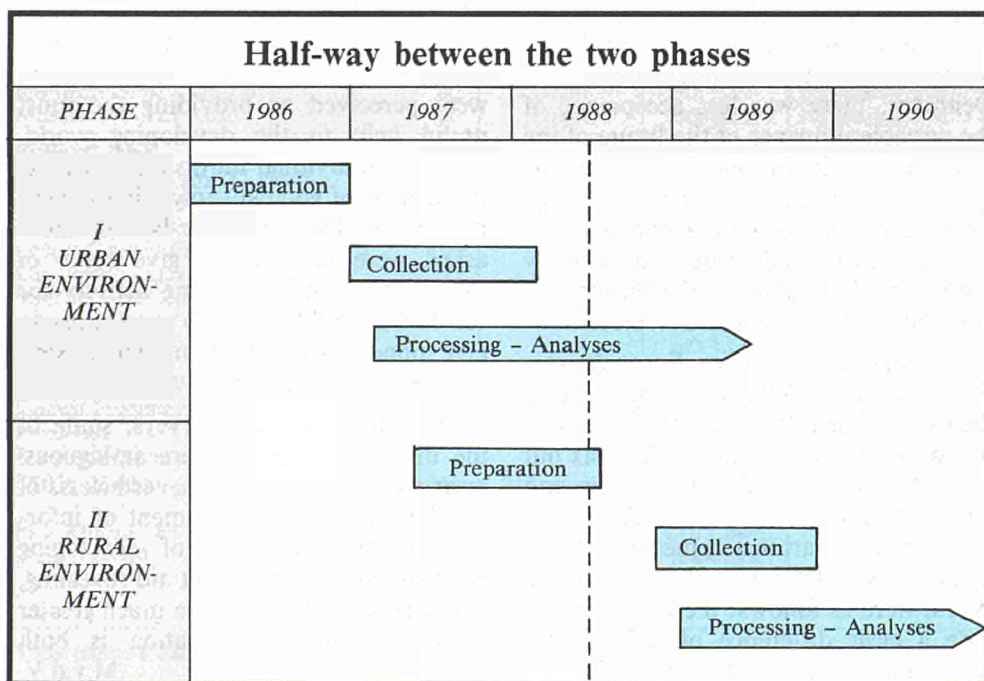 Half-way between the two phases
PHASE 1986 1987 1988 1989 1990
I
URBAN
ENVIRON-
MENT
Preparation
Collection
Processing – Analyses
II
RURAL
ENVIRON-
MENT
Preparation
Collection
Processing – Analyses